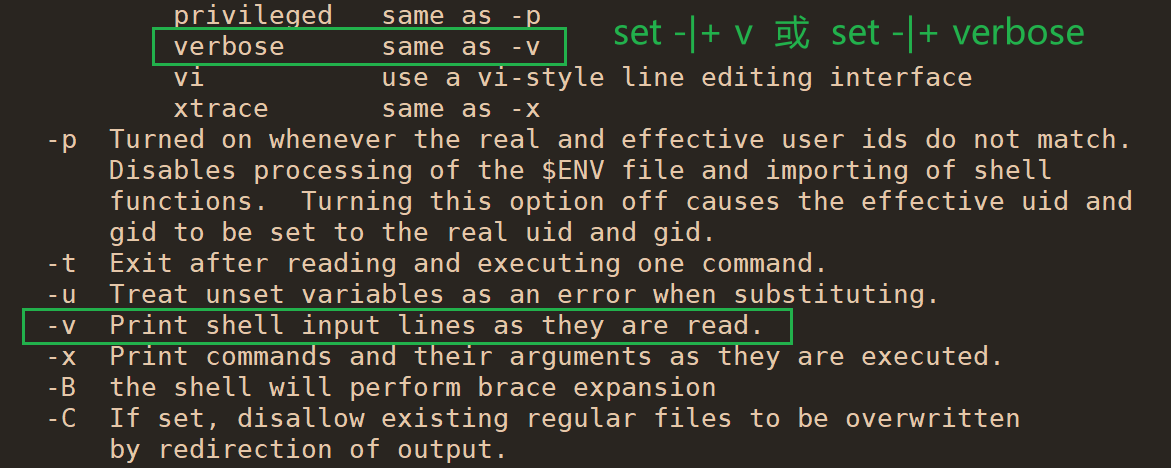 privileged   same as -p
verbose      same as -v
set -|+ v 或 set -|+ verbose
vi           use a vi-style line editing interface
xtrace       same as -x
-p  Turned on whenever the real and effective user ids do not match.
Disables processing of the $ENV file and importing of shell
functions.  Turning this option off causes the effective uid and
gid to be set to the real uid and gid.
-t  Exit after reading and executing one command.
-u  Treat unset variables as an error when substituting.
-v  Print shell input lines as they are read.
-x  Print commands and their arguments as they are executed.
-B  the shell will perform brace expansion
-C  If set, disallow existing regular files to be overwritten
by redirection of output.